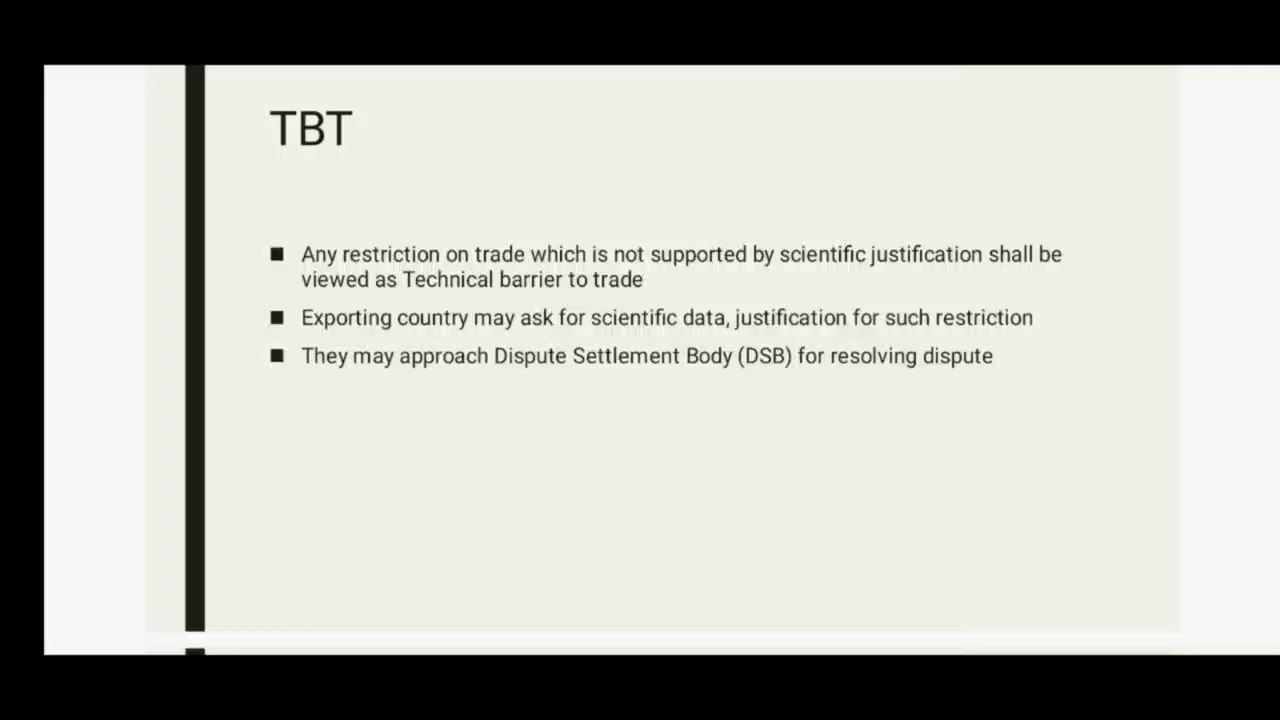 TBT
■ Any restriction on trade which is not supported by scientific justification shall be
viewed as Technical barrier to trade
■ Exporting country may ask for scientific data, justification for such restriction
■ They may approach Dispute Settlement Body (DSB) for resolving dispute